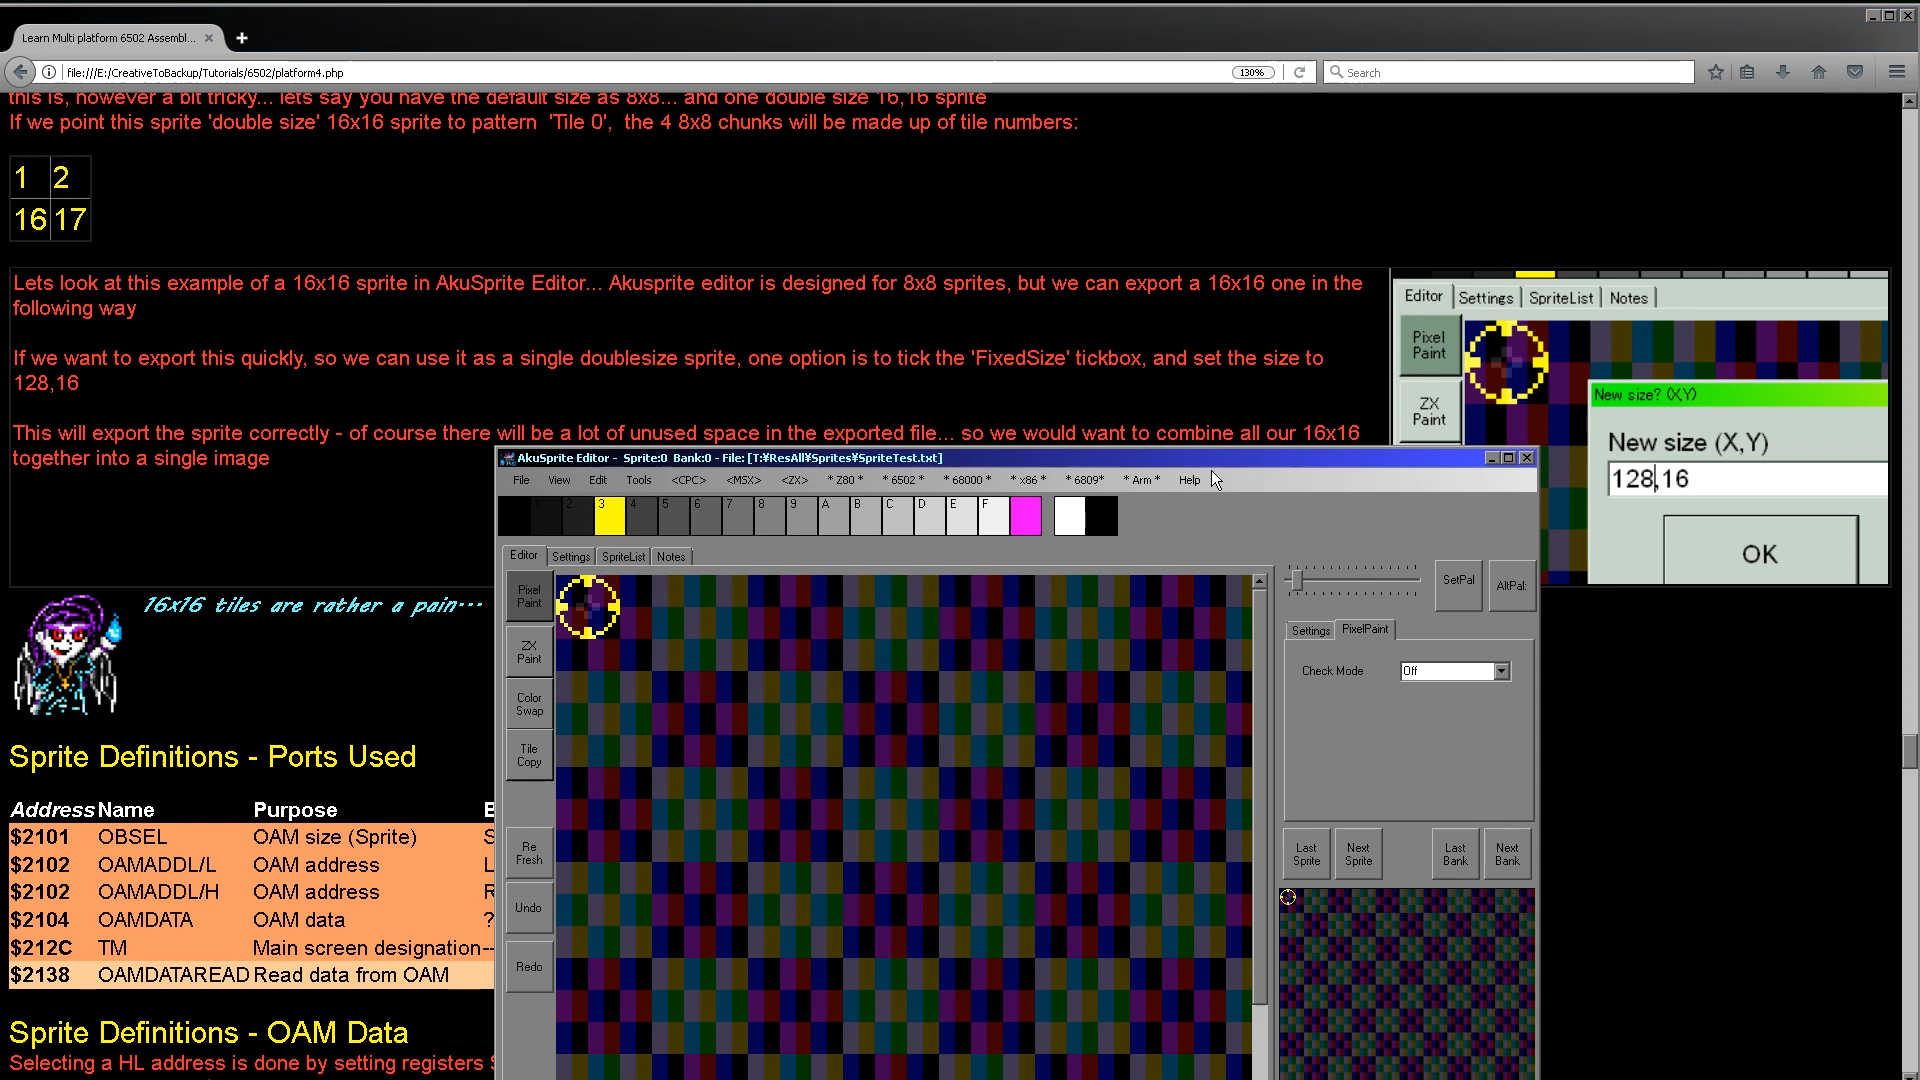 Learn Multi platform 6502 Assembl...
file:///E:/CreativeToBackup/Tutorials/6502/platform4.php
130%
Search
this is, however a bit tricky... lets say you have the default size as 8x8... and one double size 16,16 sprite
If we point this sprite 'double size' 16x16 sprite to pattern 'Tile 0', the 4 8x8 chunks will be made up of tile numbers:
1 2
16 17
Lets look at this example of a 16x16 sprite in AkuSprite Editor... Akusprite editor is designed for 8x8 sprites, but we can export a 16x16 one in the
following way
If we want to export this quickly, so we can use it as a single doublesize sprite, one option is to tick the 'FixedSize' tickbox, and set the size to
128,16
This will export the sprite correctly - of course there will be a lot of unused space in the exported file... so we would want to combine all our 16x16
together into a single image
Editor Settings SpriteList Notes
Pixel
Paint
ZX
Paint
New size? (X,Y)
New size (X,Y)
128,16
OK
AkuSprite Editor - Sprite:0 Bank:0 - File: [T:¥ResAll¥Sprites¥SpriteTest.txt]
File View Edit Tools <CPC> <MSX> <ZX> * Z80 * * 6502 * * 68000 * * x86 * * 6809* * Arm * Help
1 2 3 4 5 6 7 8 9 A B C D E F
Editor Settings SpriteList Notes
Pixel
Paint
ZX
Paint
Color
Swap
Tile
Copy
Re
Fresh
Undo
Redo
SetPal
AltPal:
Settings PixelPaint
Check Mode Off
Last
Sprite
Next
Sprite
Last
Bank
Next
Bank
16x16 tiles are rather a pain...
Sprite Definitions - Ports Used
Address Name Purpose
$2101 OBSEL OAM size (Sprite) S
$2102 OAMADDL/L OAM address L
$2102 OAMADDL/H OAM address R
$2104 OAMDATA OAM data ?
$212C TM Main screen designation --
$2138 OAMDATAREAD Read data from OAM
Sprite Definitions - OAM Data
Selecting a HL address is done by setting registers